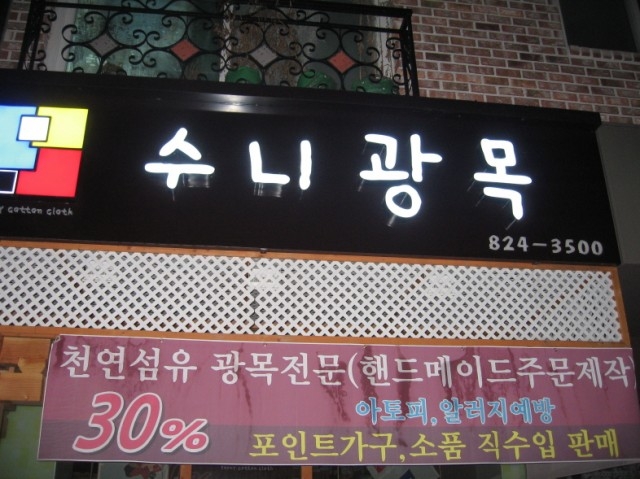 수니광목
cotton cloth
824-3500
천연섬유 광목전문(핸드메이드주문제작
아토피,알러지예방
30%
포인트가구,소품 직수입 판매